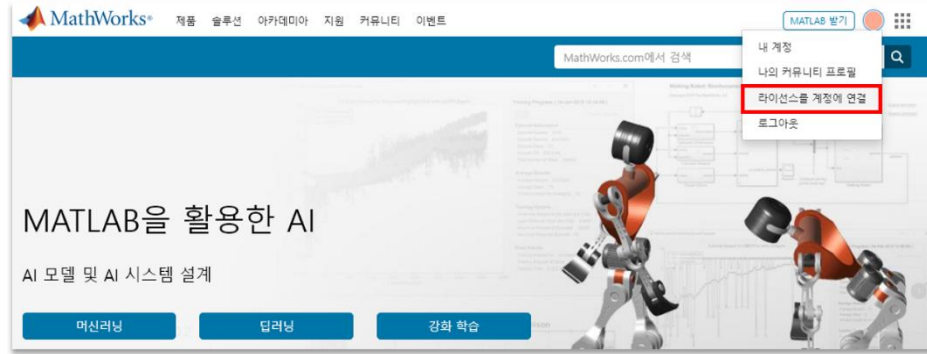 MathWorks®
제품 솔루션 아카데미아 지원 커뮤니티 이벤트
MATLAB 받기
MathWorks.com에서 검색
내 계정
나의 커뮤니티 프로필
라이선스를 계정에 연결
로그아웃
MATLAB을 활용한 AI
AI 모델 및 AI 시스템 설계
머신러닝 딥러닝 강화 학습